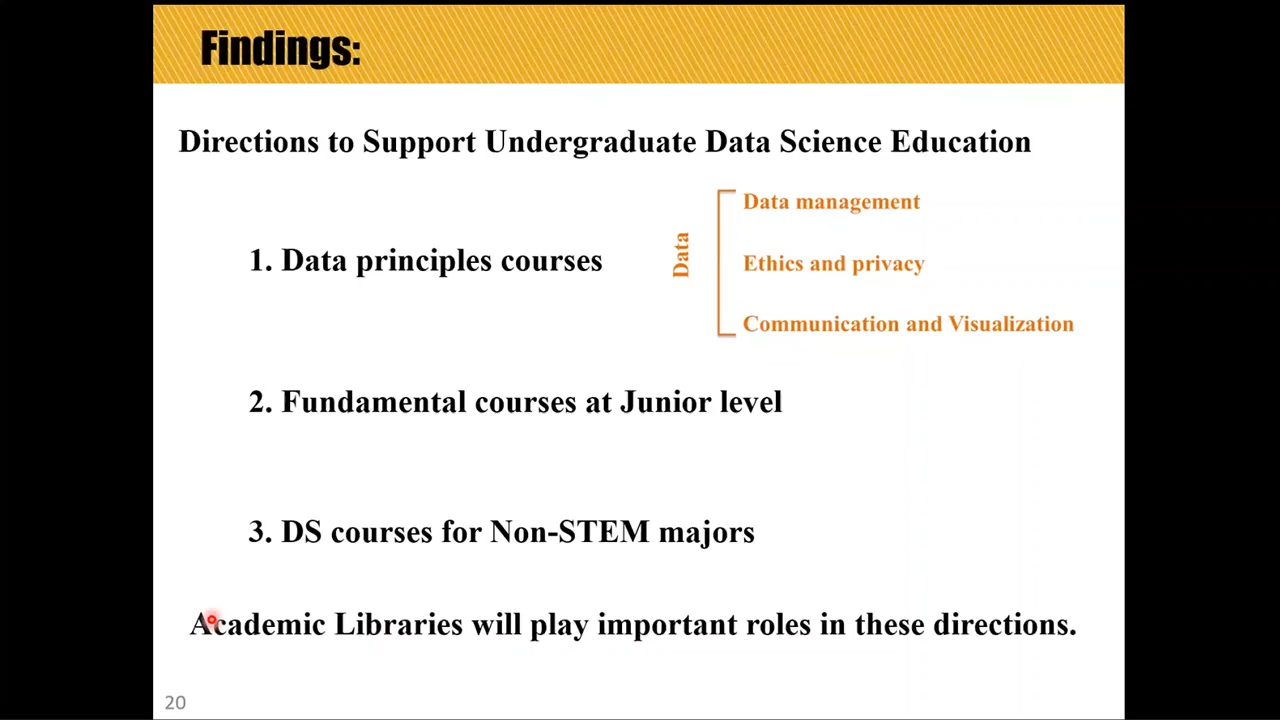 Findings:
Directions to Support Undergraduate Data Science Education
1. Data principles courses
Data
Data management
Ethics and privacy
Communication and Visualization
2. Fundamental courses at Junior level
3. DS courses for Non-STEM majors
Academic Libraries will play important roles in these directions.
20